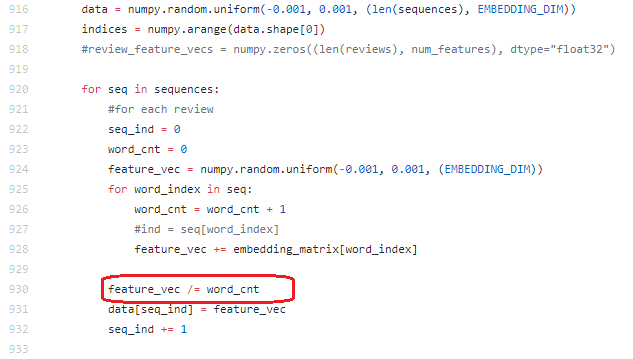 916 data = numpy.random.uniform(-0.001, 0.001, (len(sequences), EMBEDDING_DIM))
917 indices = numpy.arange(data.shape[0])
918 #review_feature_vecs = numpy.zeros((len(reviews), num_features), dtype="float32")
919
920 for seq in sequences:
921 #for each review
922 seq_ind = 0
923 word_cnt = 0
924 feature_vec = numpy.random.uniform(-0.001, 0.001, (EMBEDDING_DIM))
925 for word_index in seq:
926 word_cnt = word_cnt + 1
927 #ind = seq[word_index]
928 feature_vec += embedding_matrix[word_index]
929
930 feature_vec /= word_cnt
931 data[seq_ind] = feature_vec
932 seq_ind += 1
933